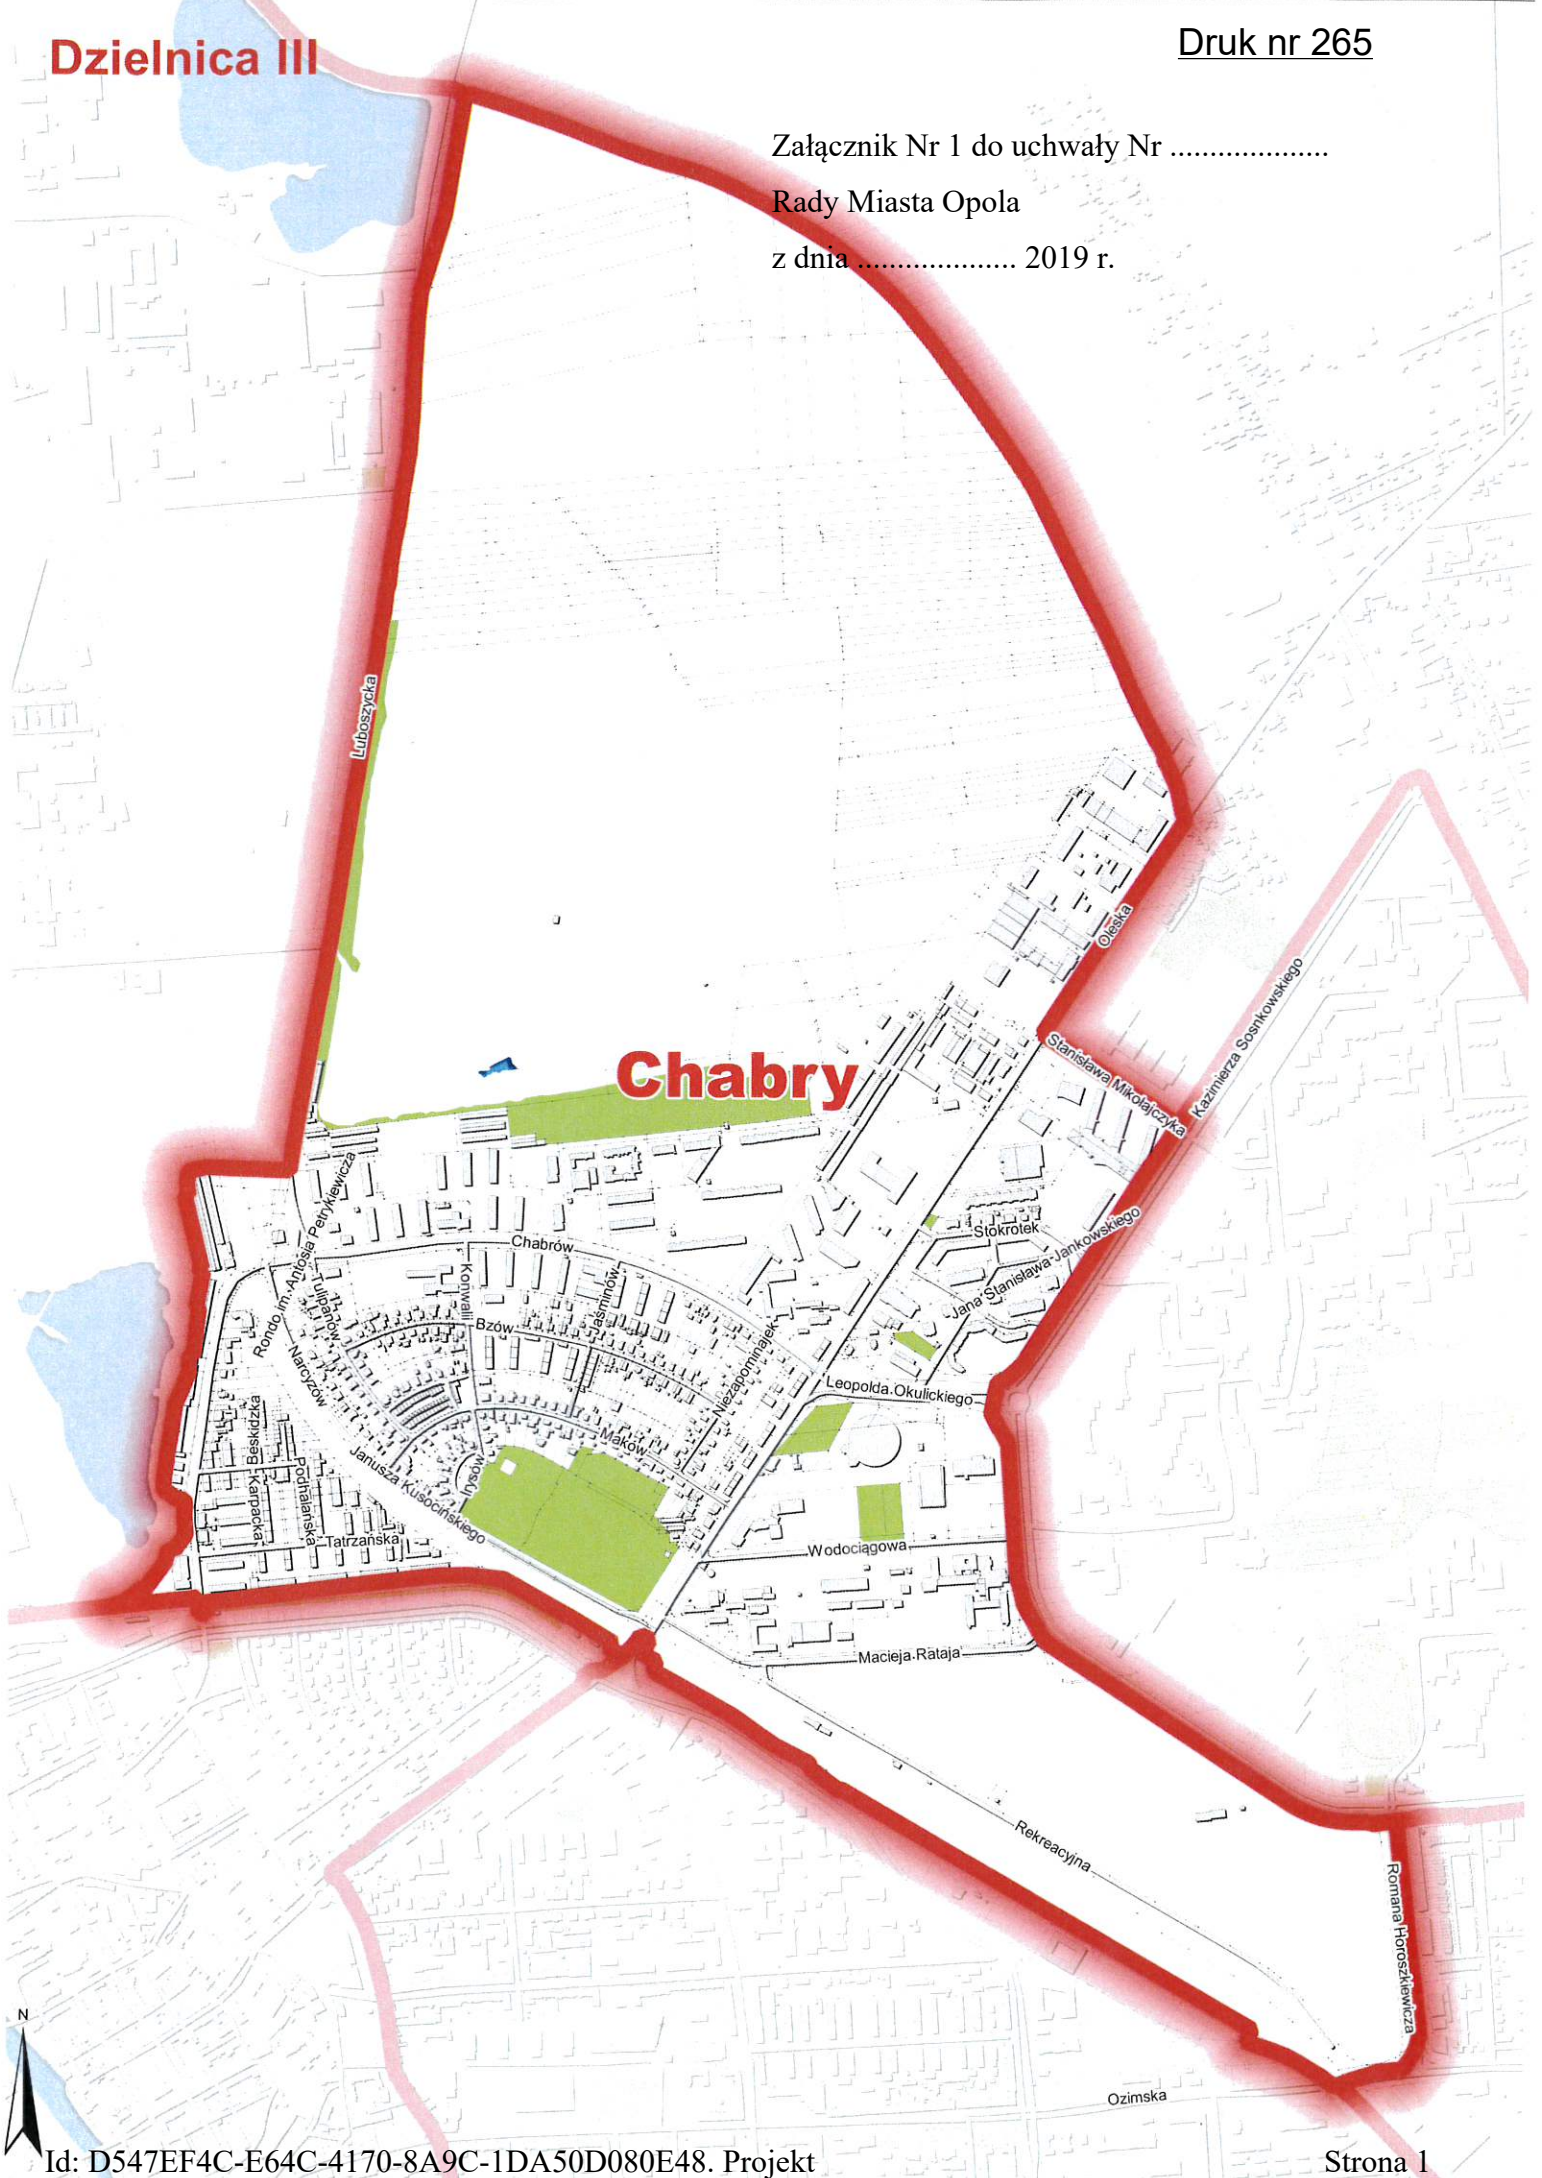 Dzielnica III
Druk nr 265
Załącznik Nr 1 do uchwały Nr ....................
Rady Miasta Opola
z dnia .................... 2019 r.
Luboszycka
Oleska
Kazimierza Sosnkowskiego
Stanisława Mikołajczyka
Chabry
Rondo im. Antosia Petrykiewicza
Chabrów
Stokrotek
Jana Stanisława Jankowskiego
Konwalii
Jaśminów
Tulipanów
Bzów
Narcyzów
Niezapominajek
Leopolda Okulickiego
Beskidzka
Maków
Karpacka
Podhalańska
Janusza Kusocińskiego
Irysów
Tatrzańska
Wodociągowa
Macieja Rataja
Rekreacyjna
Romana Horoszkiewicza
N
Ozimska
Id: D547EF4C-E64C-4170-8A9C-1DA50D080E48. Projekt
Strona 1